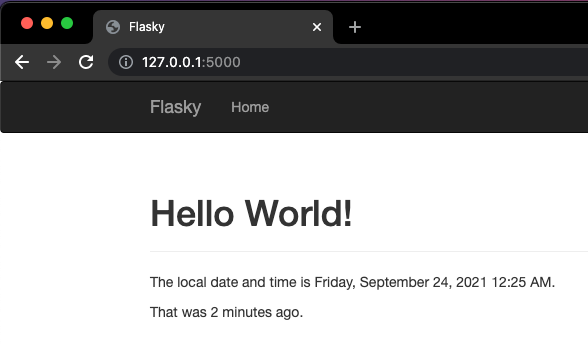 Flasky
127.0.0.1:5000
Flasky Home
Hello World!
The local date and time is Friday, September 24, 2021 12:25 AM.
That was 2 minutes ago.